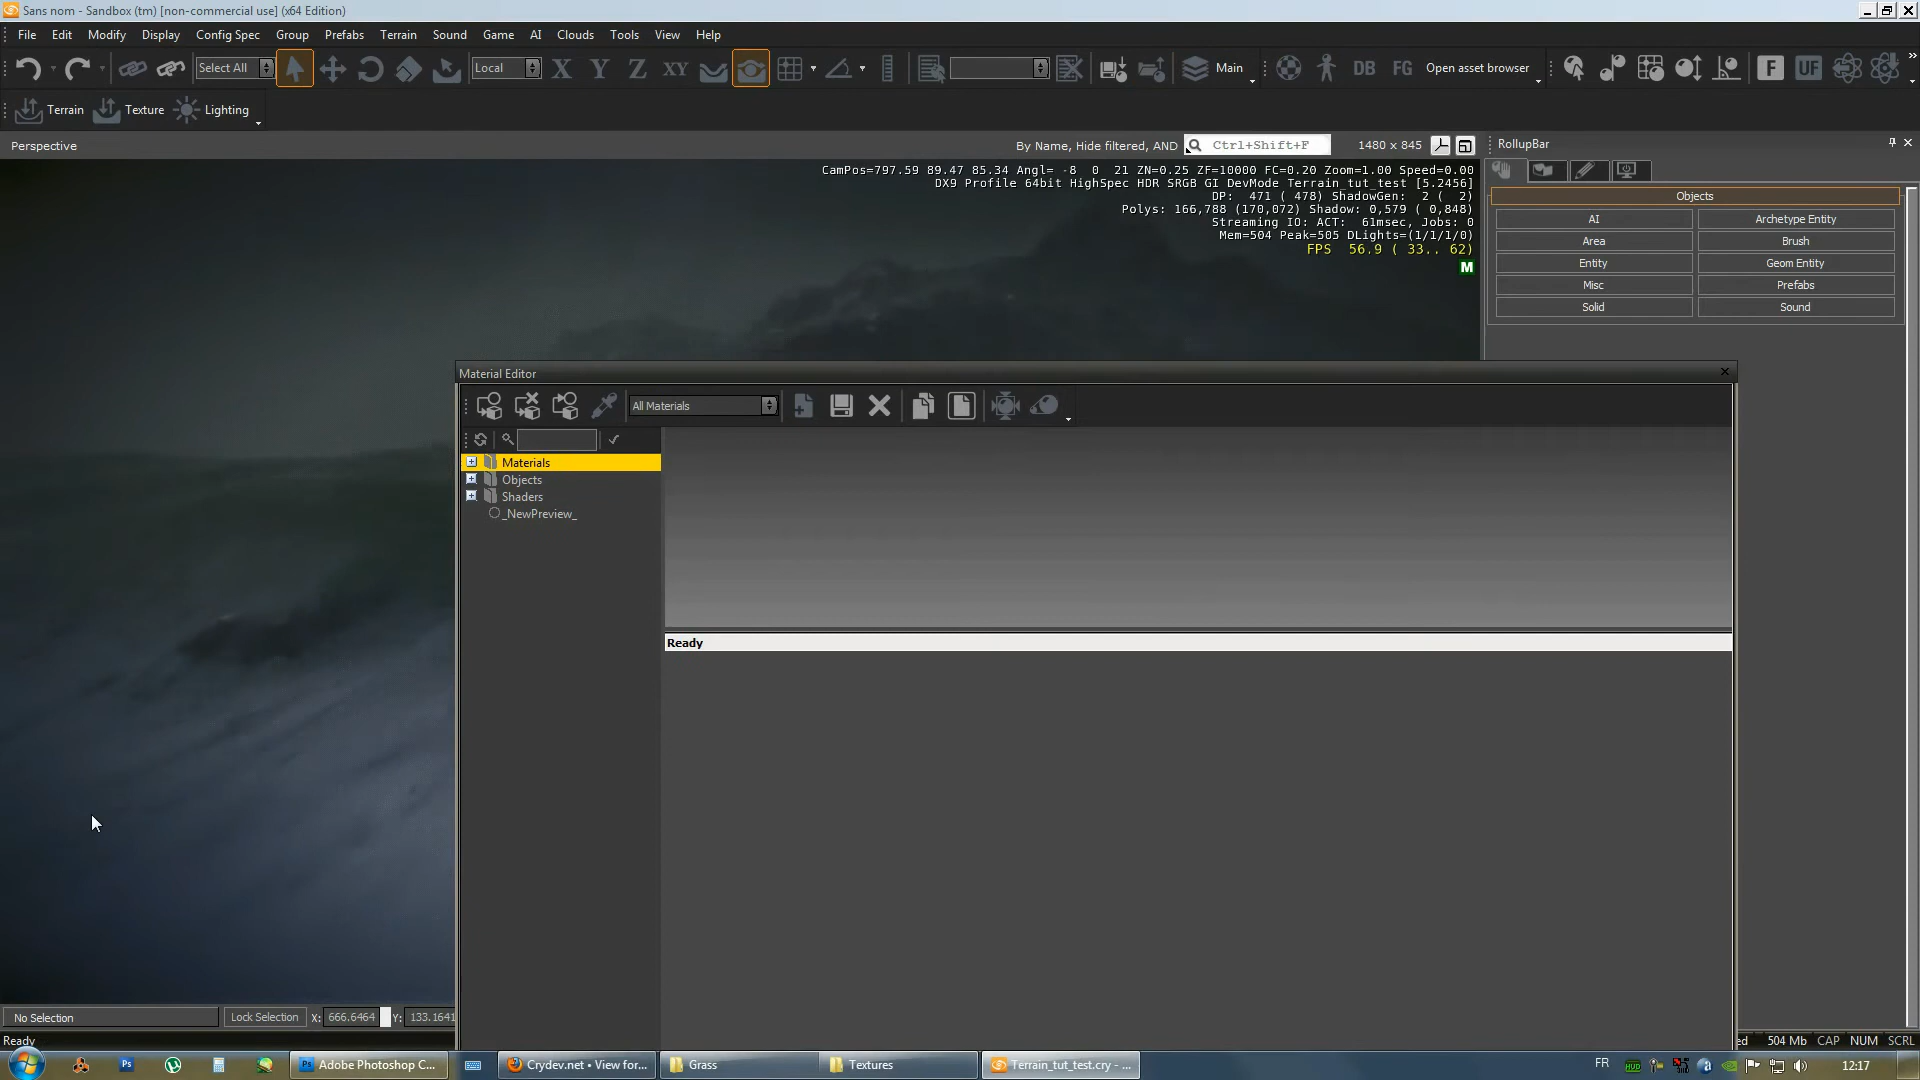 Sans nom - Sandbox (tm) [non-commercial use] (x64 Edition)
File Edit Modify Display Config Spec Group Prefabs Terrain Sound Game AI Clouds Tools View Help
Select All Local X Y Z XY Main DB FG Open asset browser F UF
Terrain Texture Lighting
Perspective By Name, Hide filtered, AND Ctrl+Shift+F 1480 x 845 RollupBar
CamPos=797.59 89.47 85.34 Angl= -8 0 21 ZN=0.25 ZF=10000 FC=0.20 Zoom=1.00 Speed=0.00
DX9 Profile 64bit HighSpec HDR SRGB GI DevMode Terrain_tut_test [5.2456]
DP: 471 ( 478) ShadowGen: 2 ( 2)
Polys: 166,788 (170,072) Shadow: 0,579 ( 0,848)
Streaming IO: ACT: 61msec, Jobs: 0
Mem=504 Peak=505 DLights=(1/1/1/0)
FPS 56.9 ( 33.. 62)
M
Objects
AI Archetype Entity
Area Brush
Entity Geom Entity
Misc Prefabs
Solid Sound
Material Editor
All Materials
Materials
Objects
Shaders
_NewPreview_
Ready
No Selection Lock Selection X: 666.6464 Y: 133.1641
Ready ed 504 Mb CAP NUM SCRL
Ps Ps Adobe Photoshop C... Crydev.net • View for... Grass Textures Terrain_tut_test.cry - ... FR 12:17